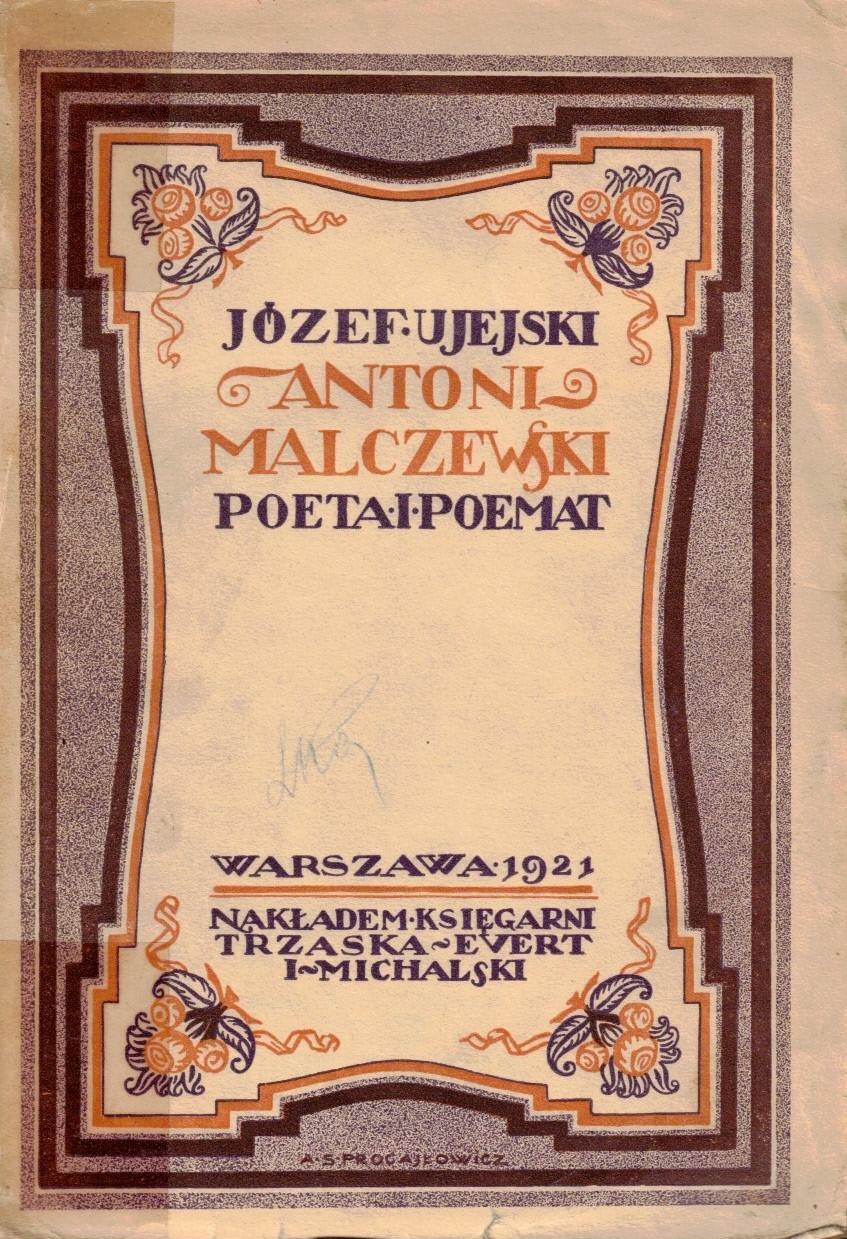 JÓZEF·UJEJSKI
ANTONI
MALCZEWSKI
POETA·I·POEMAT
WARSZAWA·1921
NAKŁADEM·KSIĘGARNI
TRZASKA~EVERT
I~MICHALSKI
A·S·PROCAJŁOWICZ